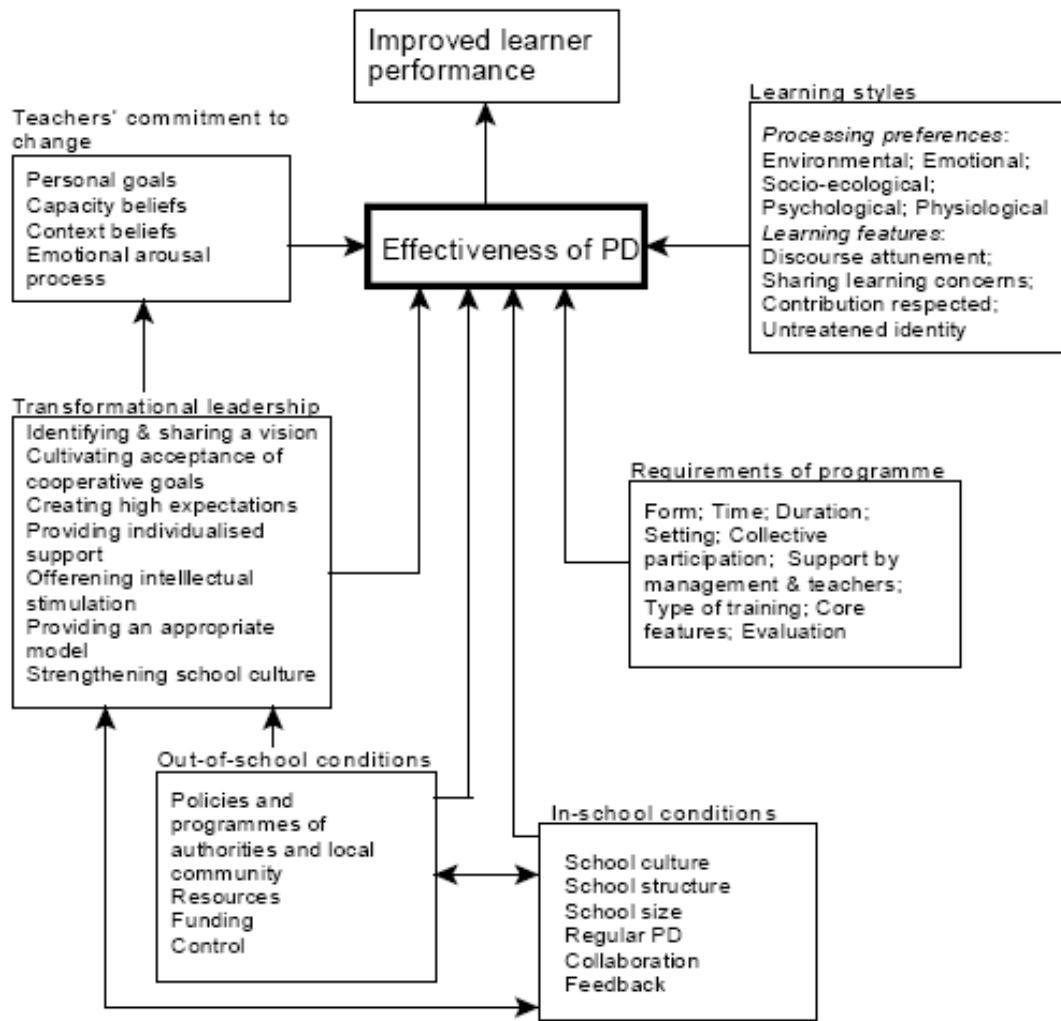 Improved learner
performance
Teachers' commitment to
change
Personal goals
Capacity beliefs
Context beliefs
Emotional arousal
process
Effectiveness of PD
Learning styles
Processing preferences:
Environmental; Emotional;
Socio-ecological;
Psychological; Physiological
Learning features:
Discourse attunement;
Sharing learning concerns;
Contribution respected;
Untreatened identity
Transformational leadership
Identifying & sharing a vision
Cultivating acceptance of
cooperative goals
Creating high expectations
Providing individualised
support
Offerening intelllectual
stimulation
Providing an appropriate
model
Strengthening school culture
Requirements of programme
Form; Time; Duration;
Setting; Collective
participation; Support by
management & teachers;
Type of training; Core
features; Evaluation
Out-of-school conditions
Policies and
programmes of
authorities and local
community
Resources
Funding
Control
In-school conditions
School culture
School structure
School size
Regular PD
Collaboration
Feedback